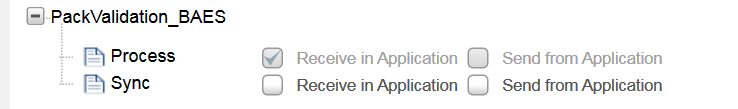 PackValidation_BAES
Process Receive in Application Send from Application
Sync Receive in Application Send from Application